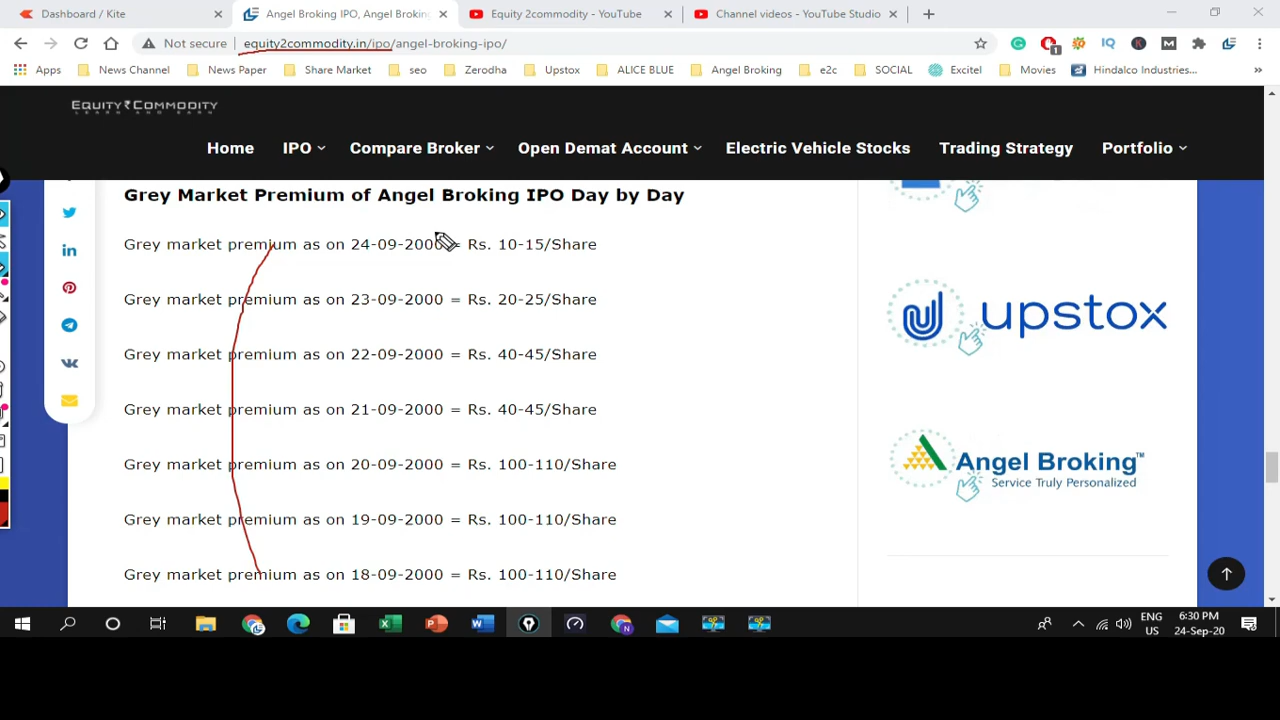 Dashboard / Kite
Angel Broking IPO, Angel Broking
Equity 2commodity - YouTube
Channel videos - YouTube Studio
Not secure
equity2commodity.in/ipo/angel-broking-ipo/
Apps News Channel News Paper Share Market seo Zerodha Upstox ALICE BLUE Angel Broking e2c SOCIAL Excitel Movies Hindalco Industries...
EQUITY₹COMMODITY
LEARN AND EARN
Home IPO Compare Broker Open Demat Account Electric Vehicle Stocks Trading Strategy Portfolio
Grey Market Premium of Angel Broking IPO Day by Day
Grey market premium as on 24-09-2000 = Rs. 10-15/Share
Grey market premium as on 23-09-2000 = Rs. 20-25/Share
Grey market premium as on 22-09-2000 = Rs. 40-45/Share
Grey market premium as on 21-09-2000 = Rs. 40-45/Share
Grey market premium as on 20-09-2000 = Rs. 100-110/Share
Grey market premium as on 19-09-2000 = Rs. 100-110/Share
Grey market premium as on 18-09-2000 = Rs. 100-110/Share
upstox
Angel Broking™
Service Truly Personalized
ENG
US
6:30 PM
24-Sep-20